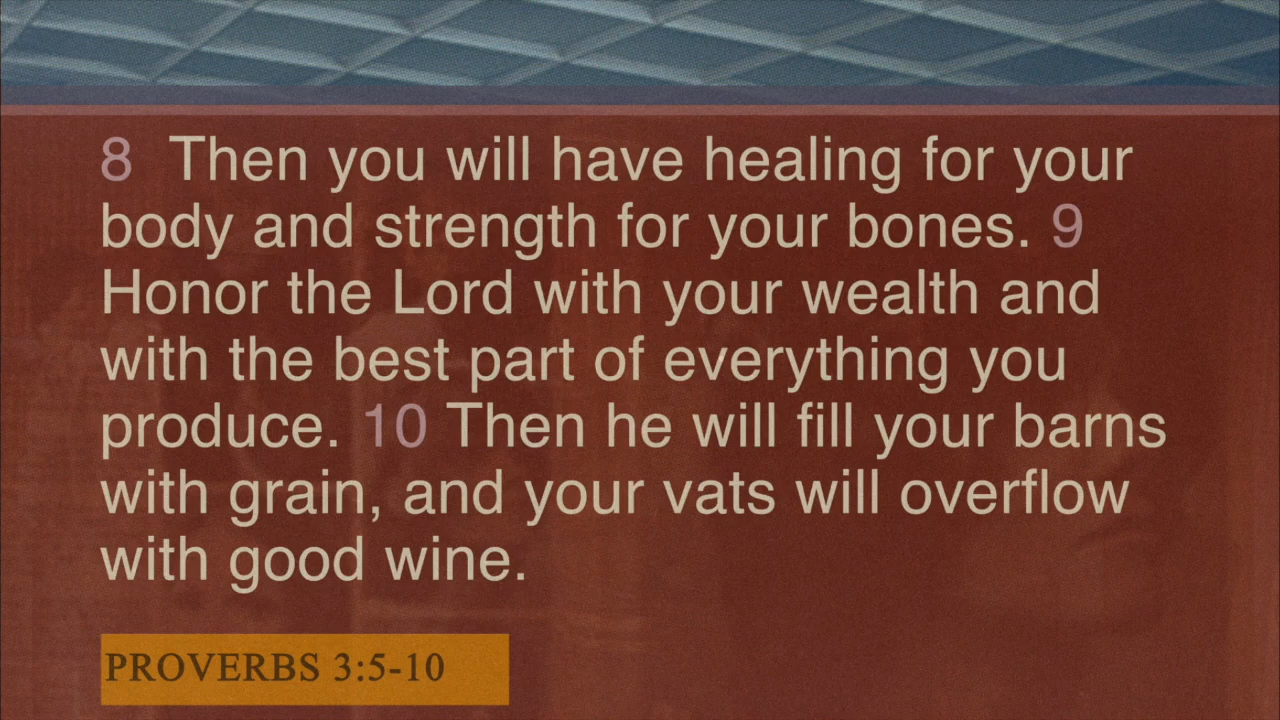 8 Then you will have healing for your
body and strength for your bones. 9
Honor the Lord with your wealth and
with the best part of everything you
produce. 10 Then he will fill your barns
with grain, and your vats will overflow
with good wine.
PROVERBS 3:5-10